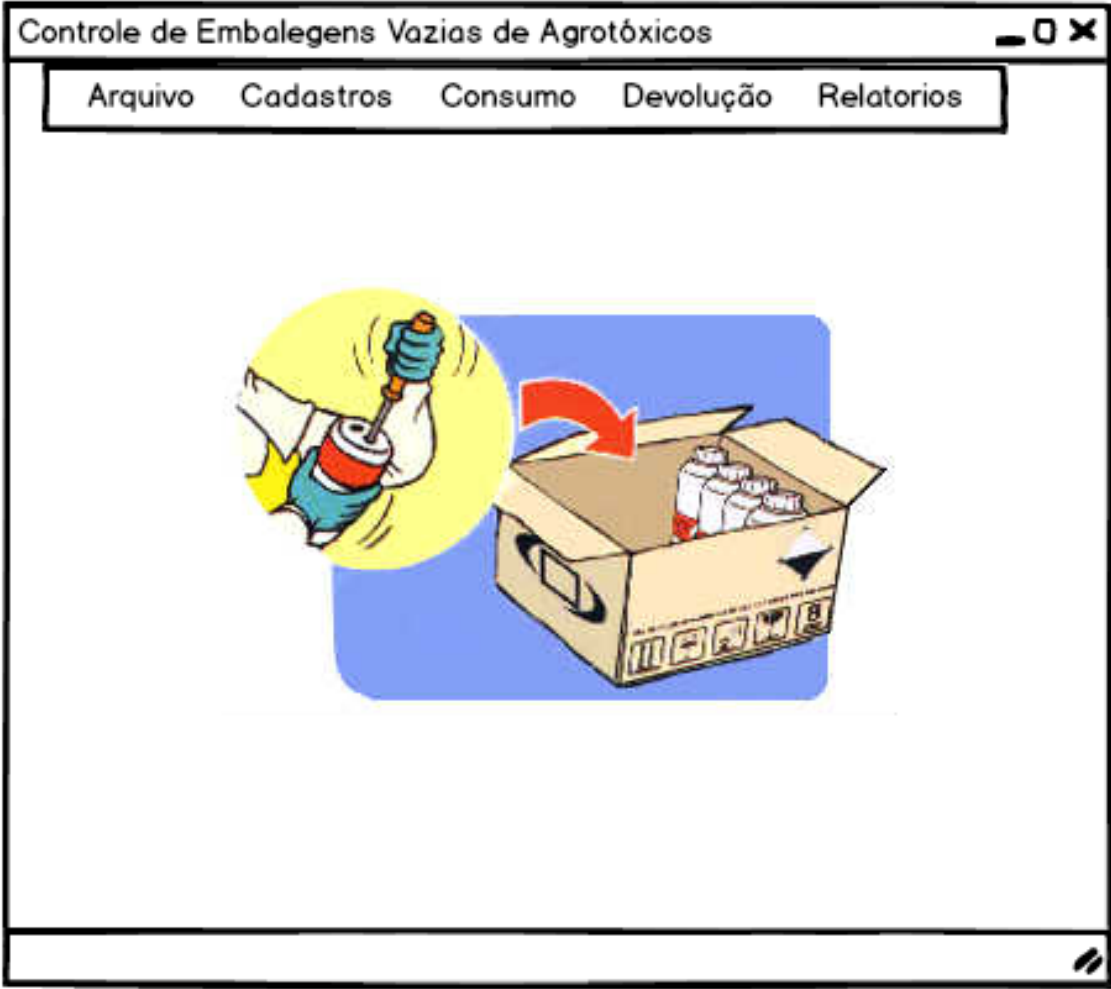 Controle de Embalegens Vazias de Agrotóxicos
Arquivo Cadastros Consumo Devolução Relatorios